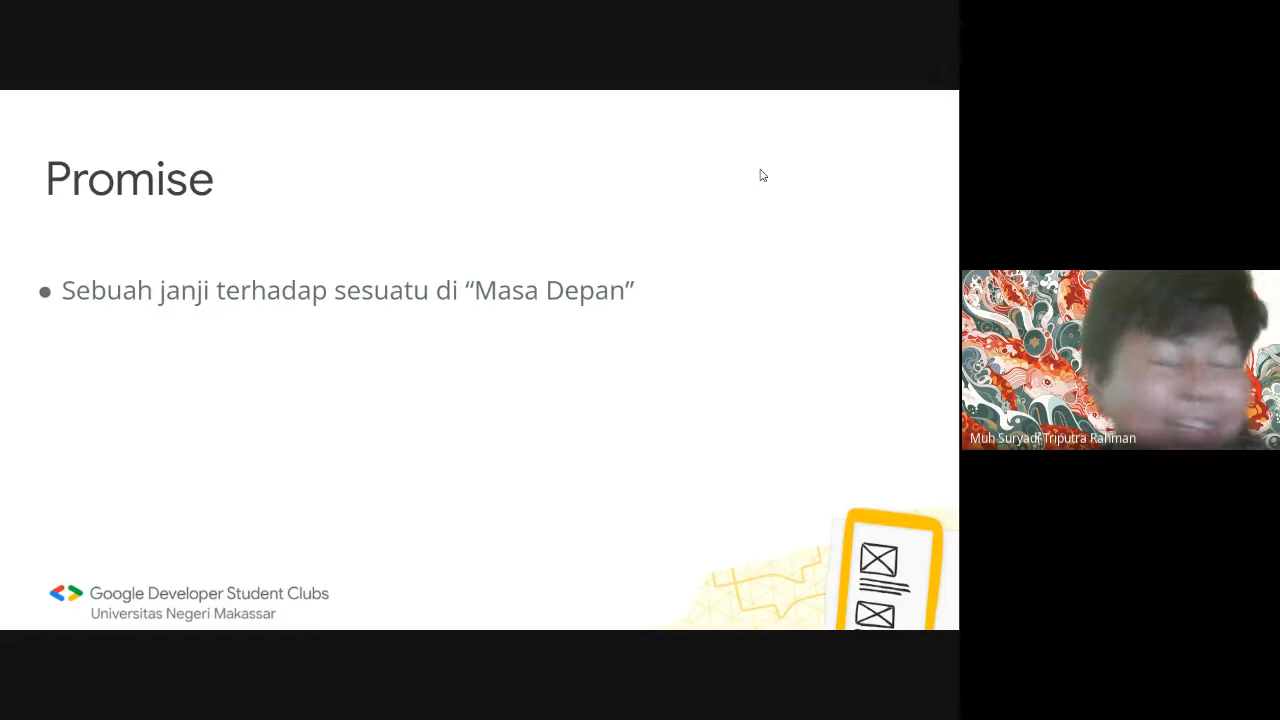 Promise
● Sebuah janji terhadap sesuatu di “Masa Depan”
Google Developer Student Clubs
Universitas Negeri Makassar
Muh Suryadi Triputra Rahman